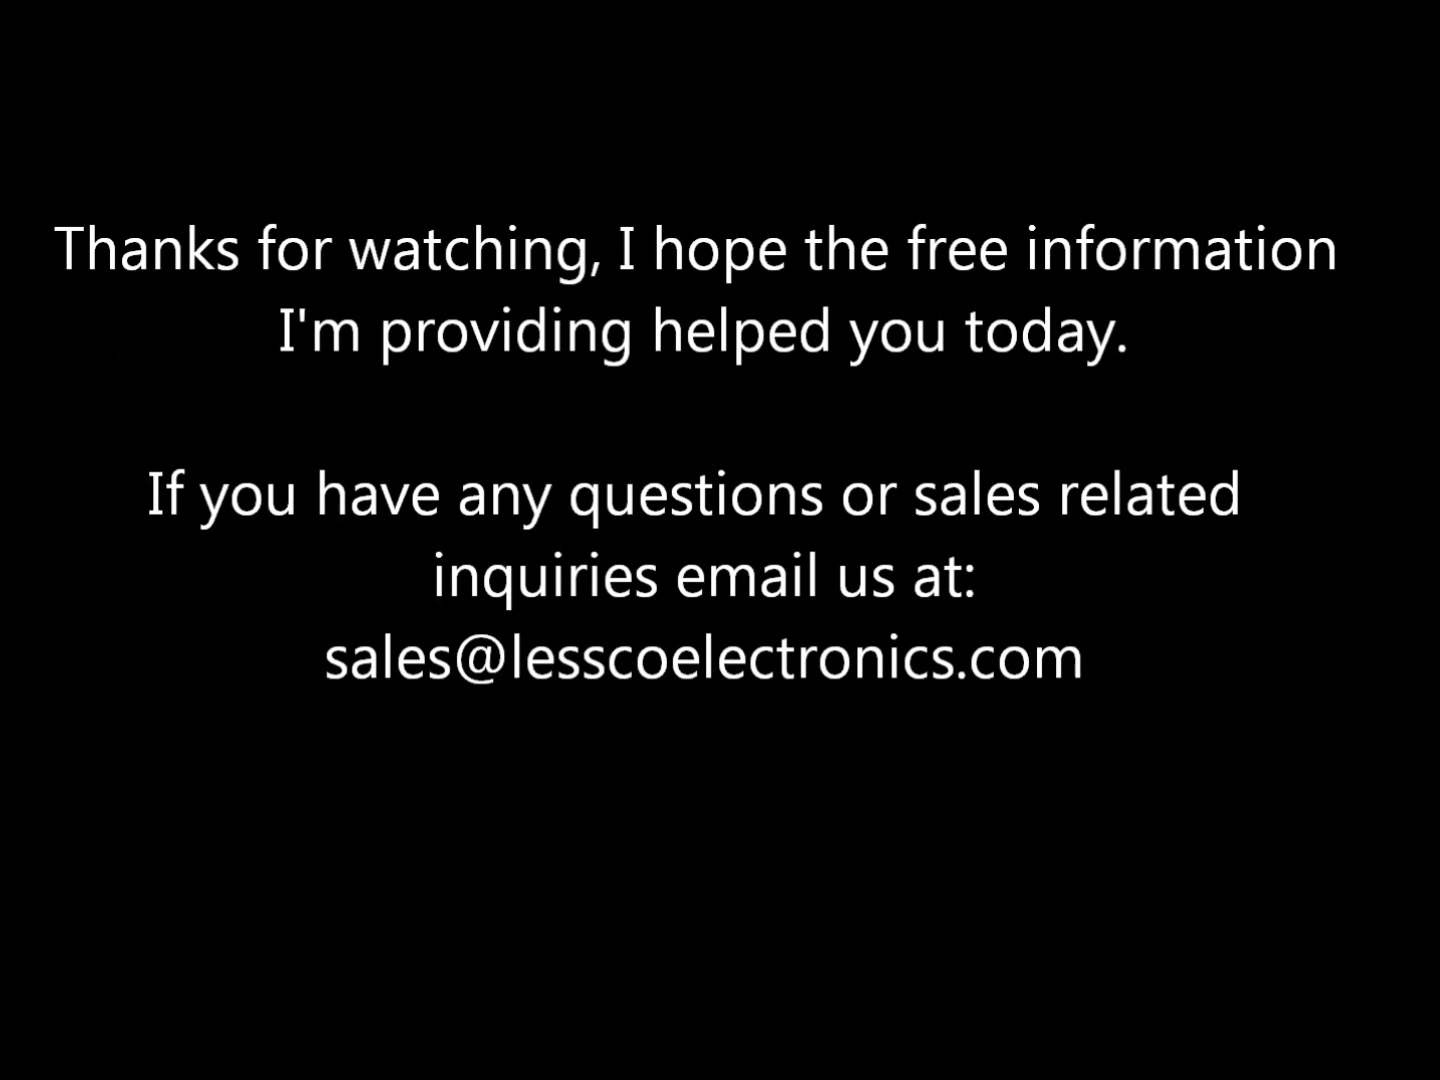 Thanks for watching, I hope the free information
I'm providing helped you today.
If you have any questions or sales related
inquiries email us at:
sales@lesscoelectronics.com